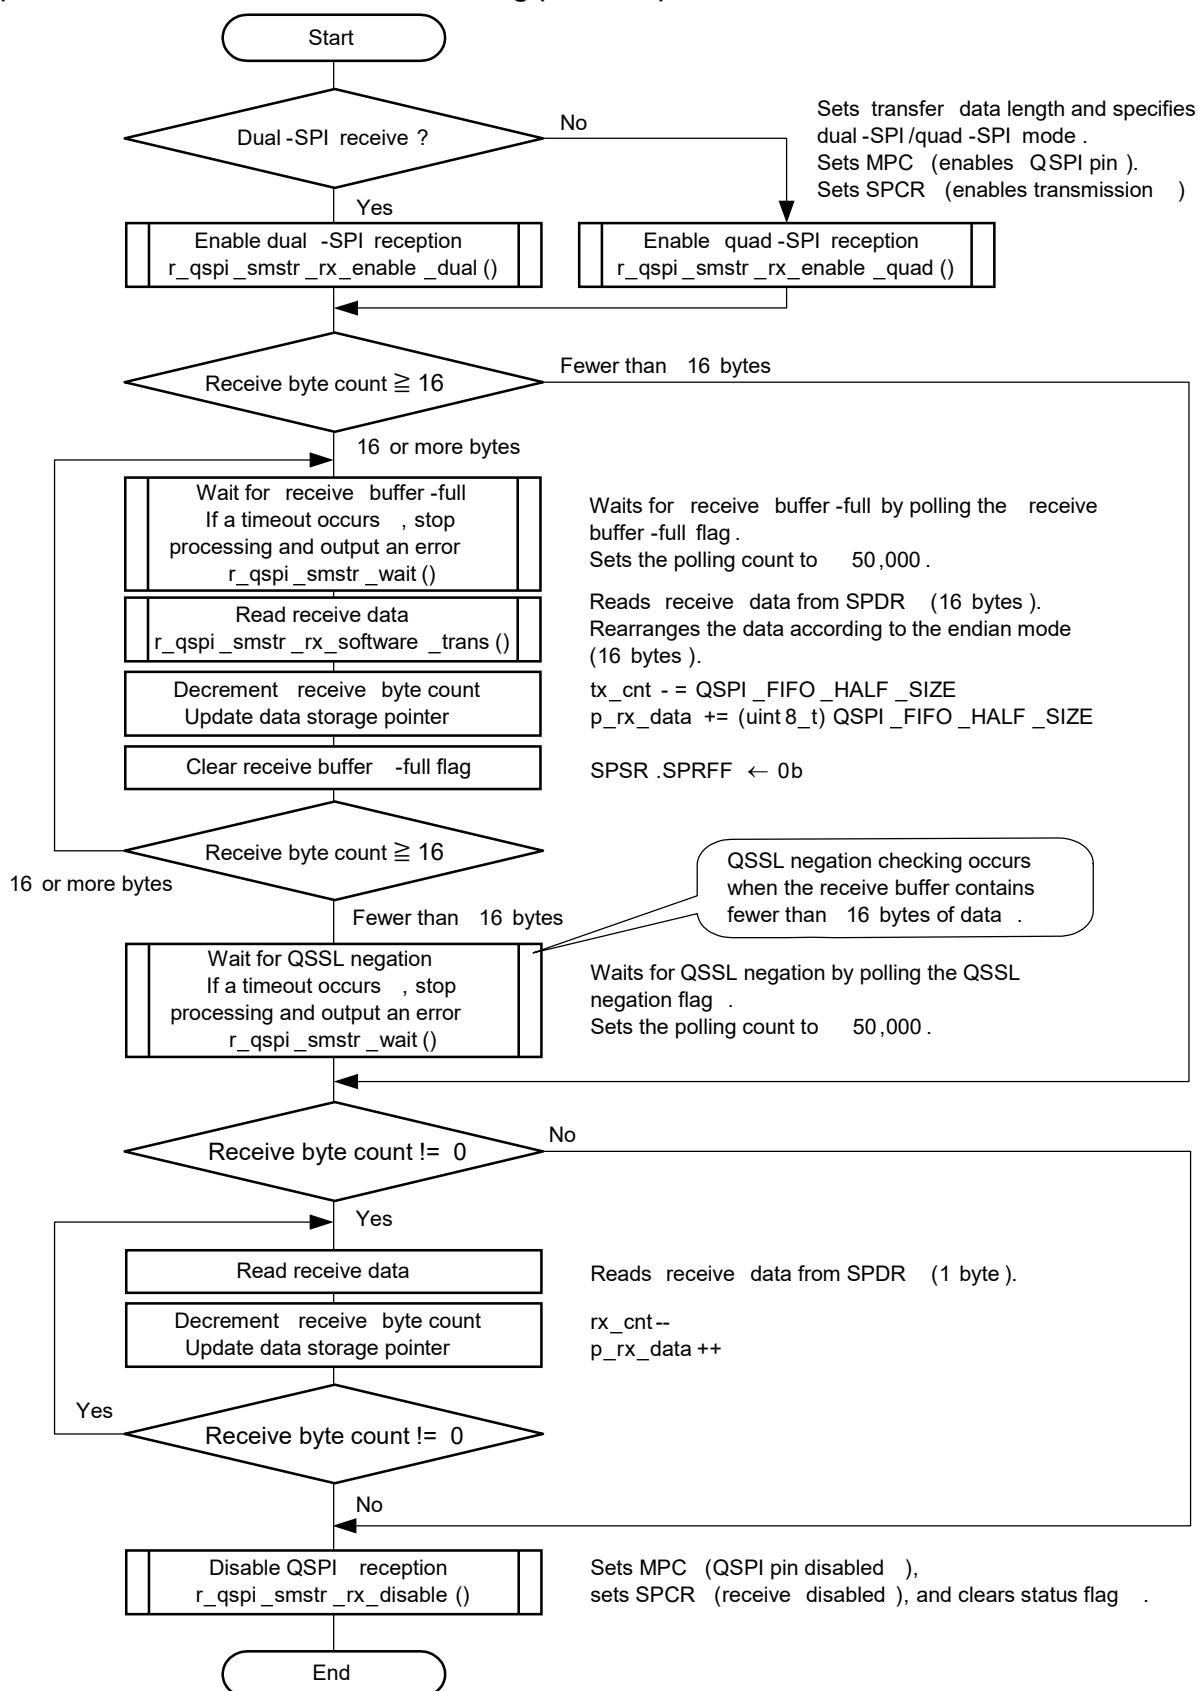 Start
Dual-SPI receive ?
No
Sets transfer data length and specifies
dual-SPI/quad-SPI mode.
Sets MPC (enables QSPI pin).
Sets SPCR (enables transmission )
Yes
Enable dual -SPI reception
r_qspi_smstr_rx_enable_dual()
Enable quad-SPI reception
r_qspi_smstr_rx_enable_quad()
Receive byte count ≧ 16
Fewer than 16 bytes
16 or more bytes
Wait for receive buffer-full
If a timeout occurs , stop
processing and output an error
r_qspi_smstr_wait()
Waits for receive buffer-full by polling the receive
buffer-full flag.
Sets the polling count to 50,000.
Read receive data
r_qspi_smstr_rx_software_trans()
Reads receive data from SPDR (16 bytes).
Rearranges the data according to the endian mode
(16 bytes).
Decrement receive byte count
Update data storage pointer
tx_cnt -= QSPI_FIFO_HALF_SIZE
p_rx_data += (uint8_t) QSPI_FIFO_HALF_SIZE
Clear receive buffer -full flag
SPSR.SPRFF ← 0b
Receive byte count ≧ 16
16 or more bytes
QSSL negation checking occurs
when the receive buffer contains
fewer than 16 bytes of data .
Fewer than 16 bytes
Wait for QSSL negation
If a timeout occurs , stop
processing and output an error
r_qspi_smstr_wait()
Waits for QSSL negation by polling the QSSL
negation flag .
Sets the polling count to 50,000.
Receive byte count != 0
No
Yes
Read receive data
Reads receive data from SPDR (1 byte).
Decrement receive byte count
Update data storage pointer
rx_cnt--
p_rx_data++
Yes
Receive byte count != 0
No
Disable QSPI reception
r_qspi_smstr_rx_disable()
Sets MPC (QSPI pin disabled ),
sets SPCR (receive disabled ), and clears status flag .
End